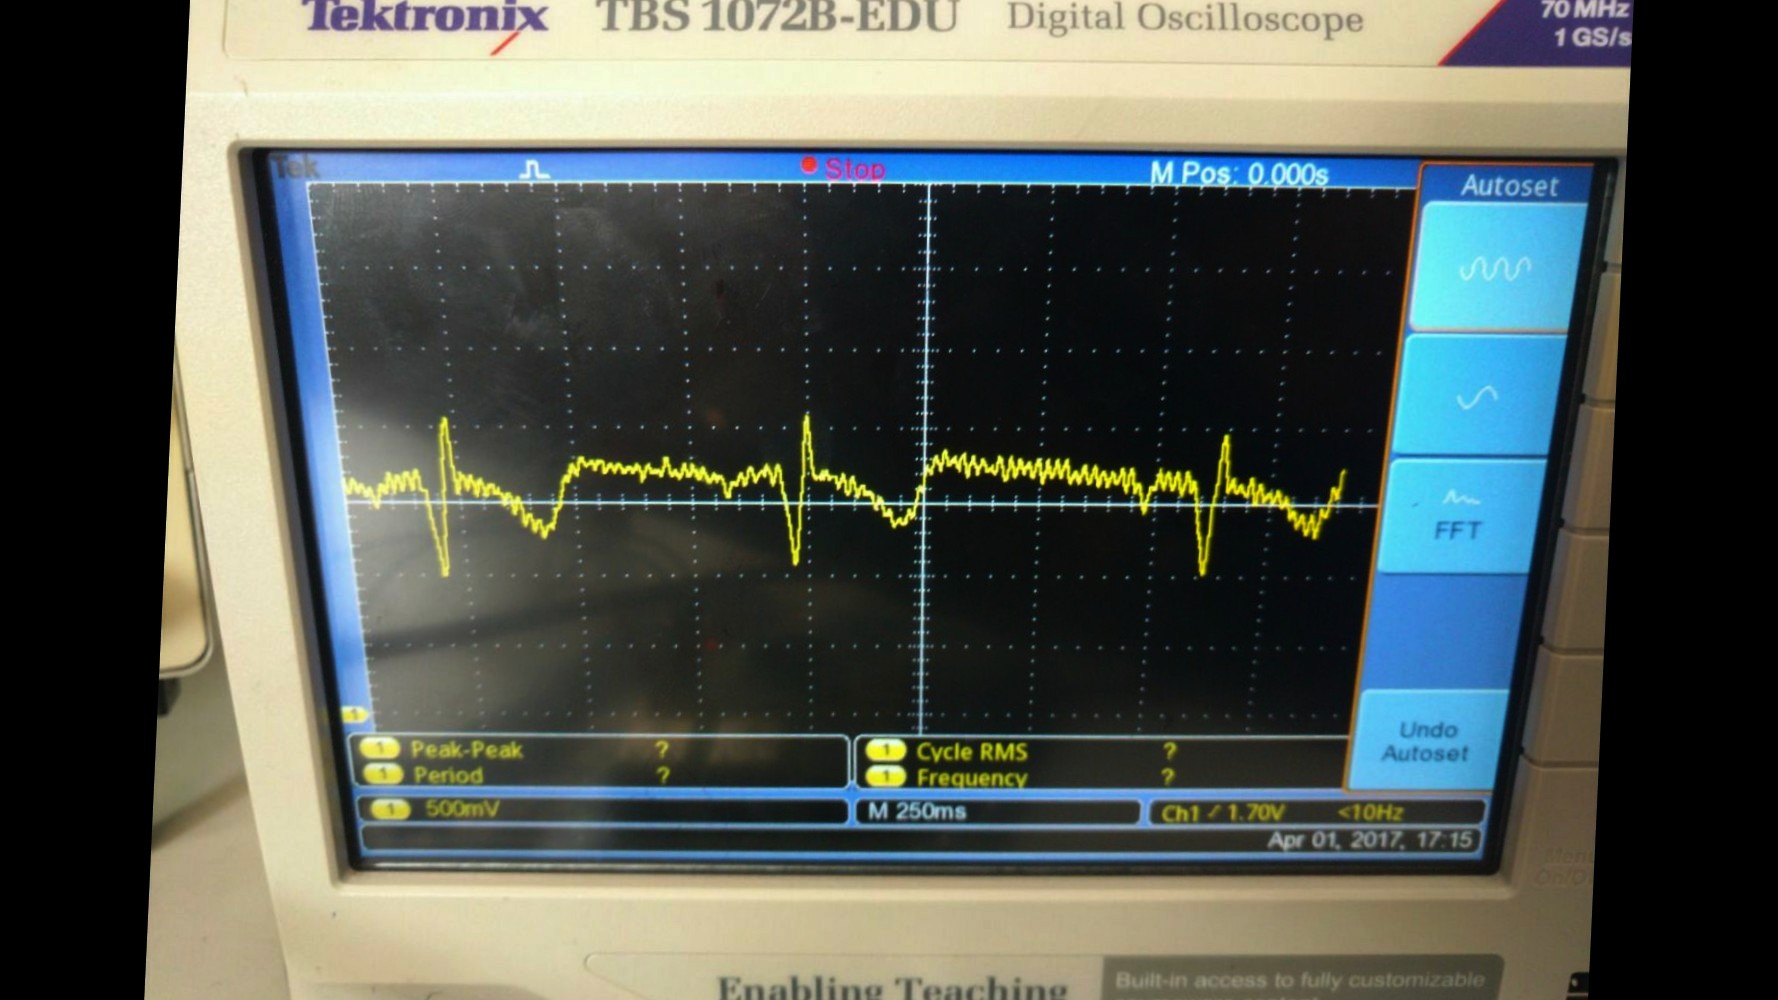 Tektronix TBS 1072B-EDU Digital Oscilloscope
70 MHz
1 GS/s
Tek Stop M Pos: 0.000s
Autoset
FFT
Undo
Autoset
1
1 Peak-Peak ? 1 Cycle RMS ?
1 Period ? 1 Frequency ?
1 500mV M 250ms Ch1 1.70V <10Hz
Apr 01, 2017, 17:15
Menu
On/Off
Enabling Teaching
Built-in access to fully customizable